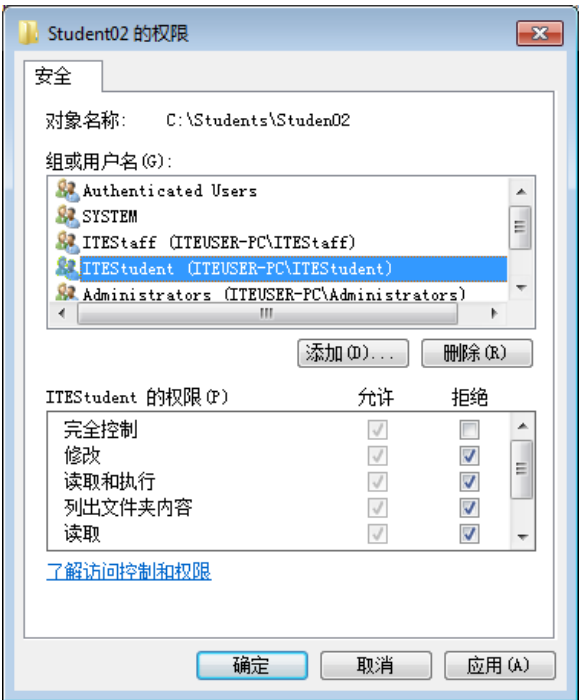 Student02 的权限
安全
对象名称: C:\Students\Studen02
组或用户名(G):
Authenticated Users
SYSTEM
ITEStaff (ITEUSER-PC\ITEStaff)
ITEStudent (ITEUSER-PC\ITEStudent)
Administrators (ITEUSER-PC\Administrators)
添加(D)... 删除(R)
ITEStudent 的权限(P) 允许 拒绝
完全控制
修改
读取和执行
列出文件夹内容
读取
了解访问控制和权限
确定 取消 应用(A)